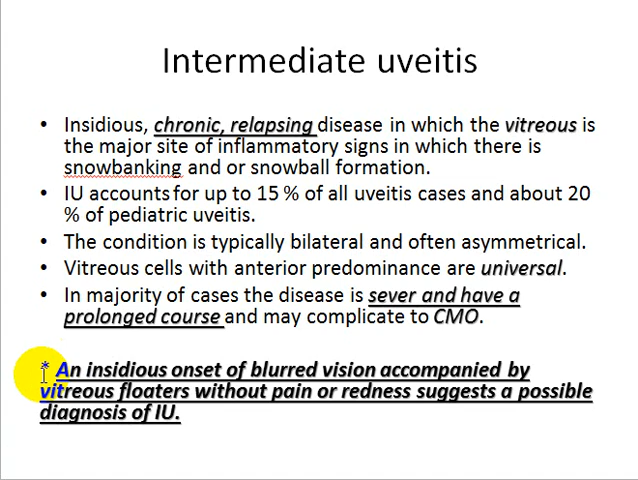 Intermediate uveitis
• Insidious, chronic, relapsing disease in which the vitreous is
the major site of inflammatory signs in which there is
snowbanking and or snowball formation.
• IU accounts for up to 15 % of all uveitis cases and about 20
% of pediatric uveitis.
• The condition is typically bilateral and often asymmetrical.
• Vitreous cells with anterior predominance are universal.
• In majority of cases the disease is sever and have a
prolonged course and may complicate to CMO.
* An insidious onset of blurred vision accompanied by
vitreous floaters without pain or redness suggests a possible
diagnosis of IU.